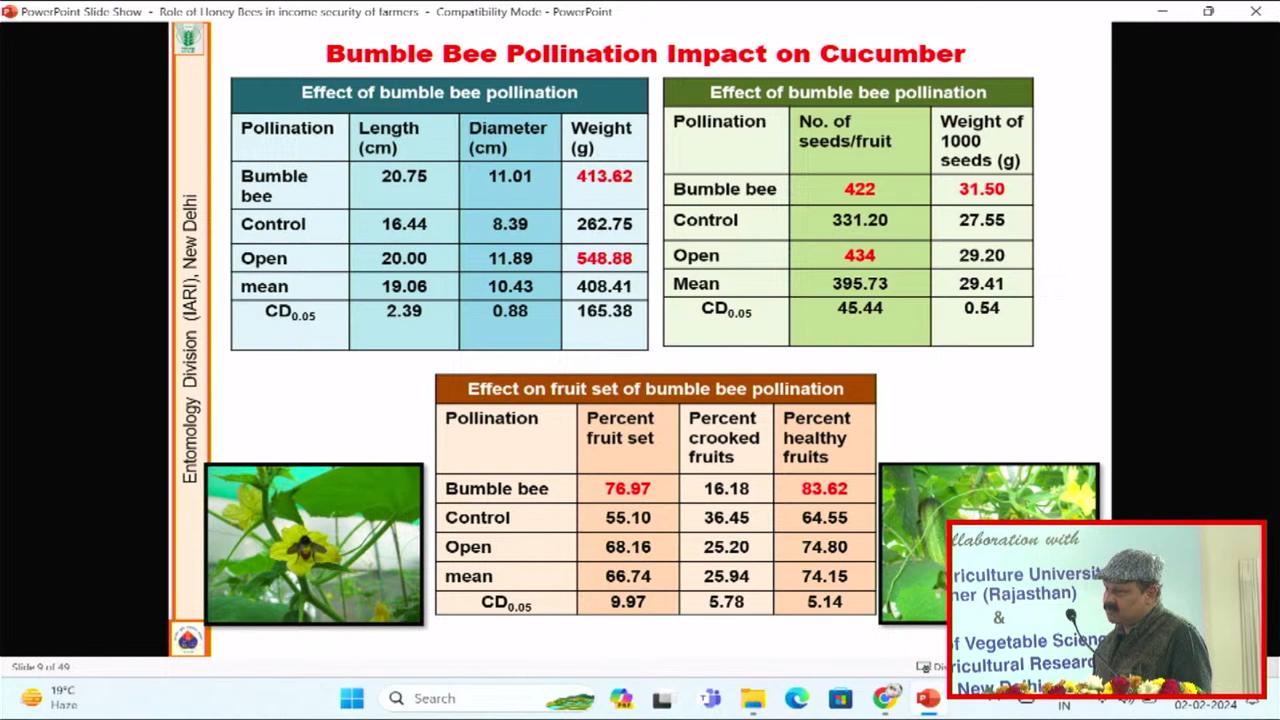 PowerPoint Slide Show - Role of Honey Bees in income security of farmers - Compatibility Mode - PowerPoint
Bumble Bee Pollination Impact on Cucumber
Entomology Division (IARI), New Delhi
Effect of bumble bee pollination
Pollination Length (cm) Diameter (cm) Weight (g)
Bumble bee 20.75 11.01 413.62
Control 16.44 8.39 262.75
Open 20.00 11.89 548.88
mean 19.06 10.43 408.41
CD0.05 2.39 0.88 165.38
Effect of bumble bee pollination
Pollination No. of seeds/fruit Weight of 1000 seeds (g)
Bumble bee 422 31.50
Control 331.20 27.55
Open 434 29.20
Mean 395.73 29.41
CD0.05 45.44 0.54
Effect on fruit set of bumble bee pollination
Pollination Percent fruit set Percent crooked fruits Percent healthy fruits
Bumble bee 76.97 16.18 83.62
Control 55.10 36.45 64.55
Open 68.16 25.20 74.80
mean 66.74 25.94 74.15
CD0.05 9.97 5.78 5.14
llaboration with
riculture Universit
ner (Rajasthan)
&
f Vegetable Scienc
ricultural Researc
New Delhi
Slide 9 of 49
19°C
Haze
Search
IN
02-02-2024